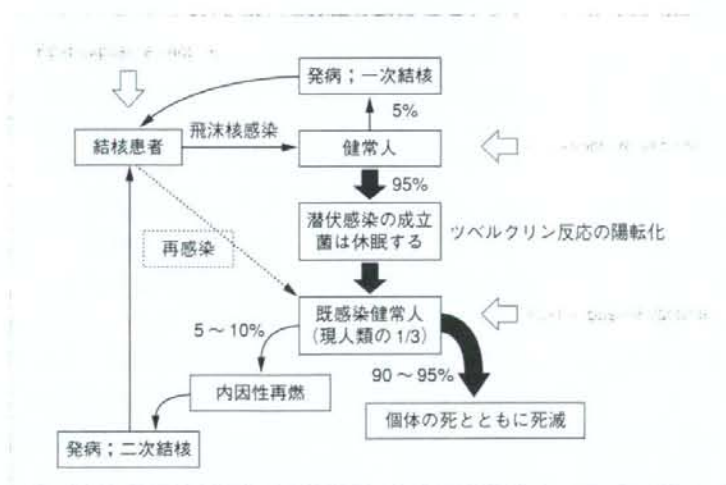 発病；一次結核
5%
結核患者
飛沫核感染
健常人
95%
潜伏感染の成立
菌は休眠する
ツベルクリン反応の陽転化
再感染
既感染健常人
(現人類の 1/3)
5～10%
90～95%
内因性再燃
個体の死とともに死滅
発病；二次結核